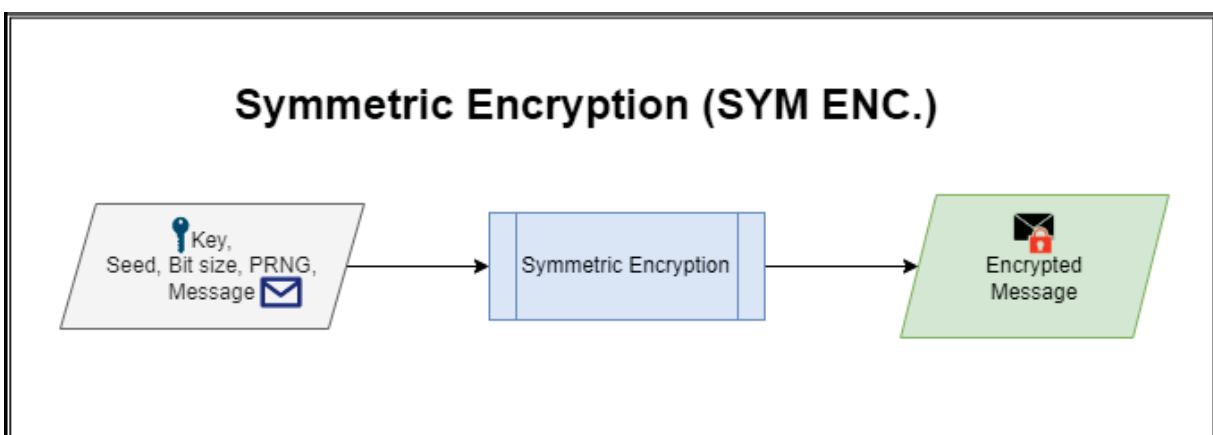 Symmetric Encryption (SYM ENC.)
Key,
Seed, Bit size, PRNG,
Message
Symmetric Encryption
Encrypted
Message